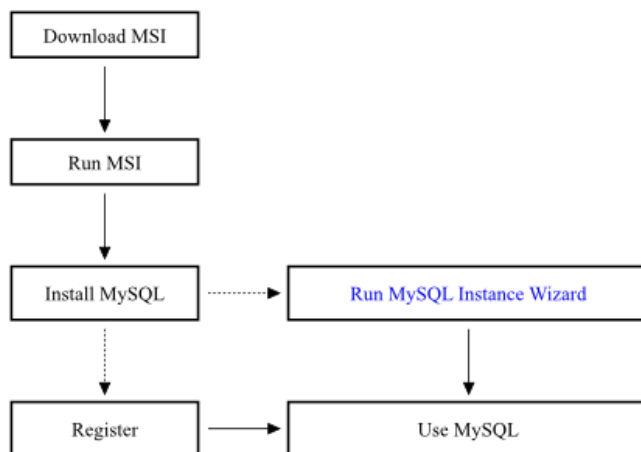 Download MSI
Run MSI
Install MySQL
Run MySQL Instance Wizard
Register
Use MySQL